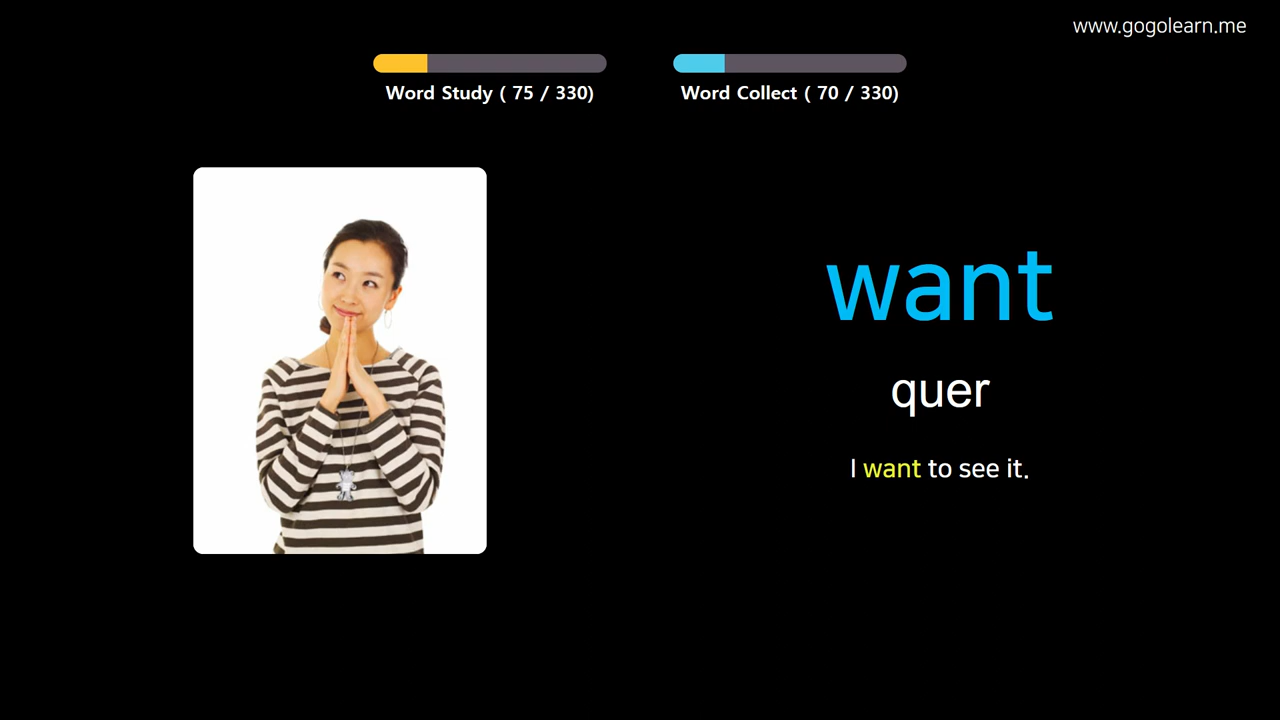 www.gogolearn.me
Word Study ( 75 / 330)
Word Collect ( 70 / 330)
want
quer
I want to see it.